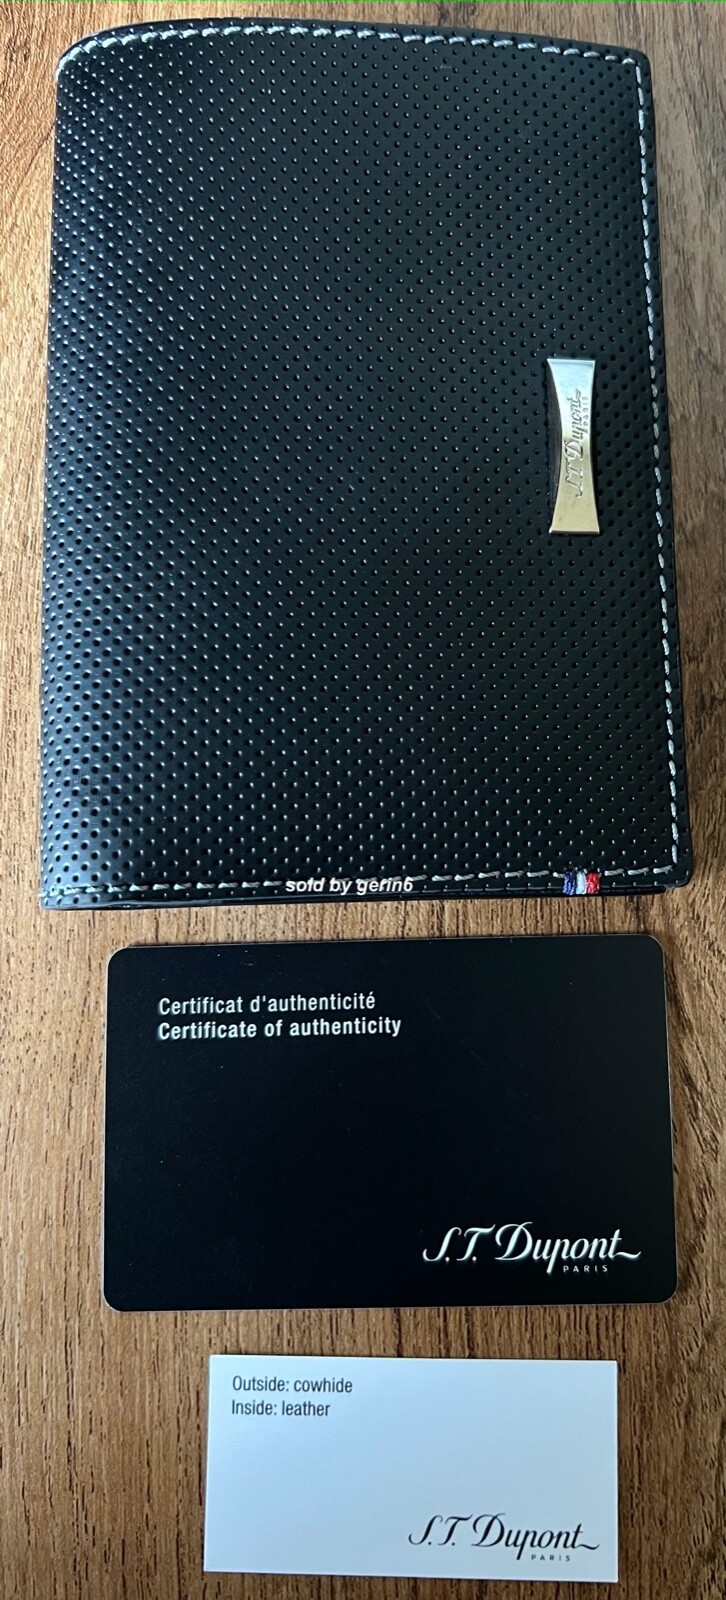 S.T. Dupont
PARIS
sold by gerin6
Certificat d'authenticité
Certificate of authenticity
S.T. Dupont
PARIS
Outside: cowhide
Inside: leather
S.T. Dupont
PARIS